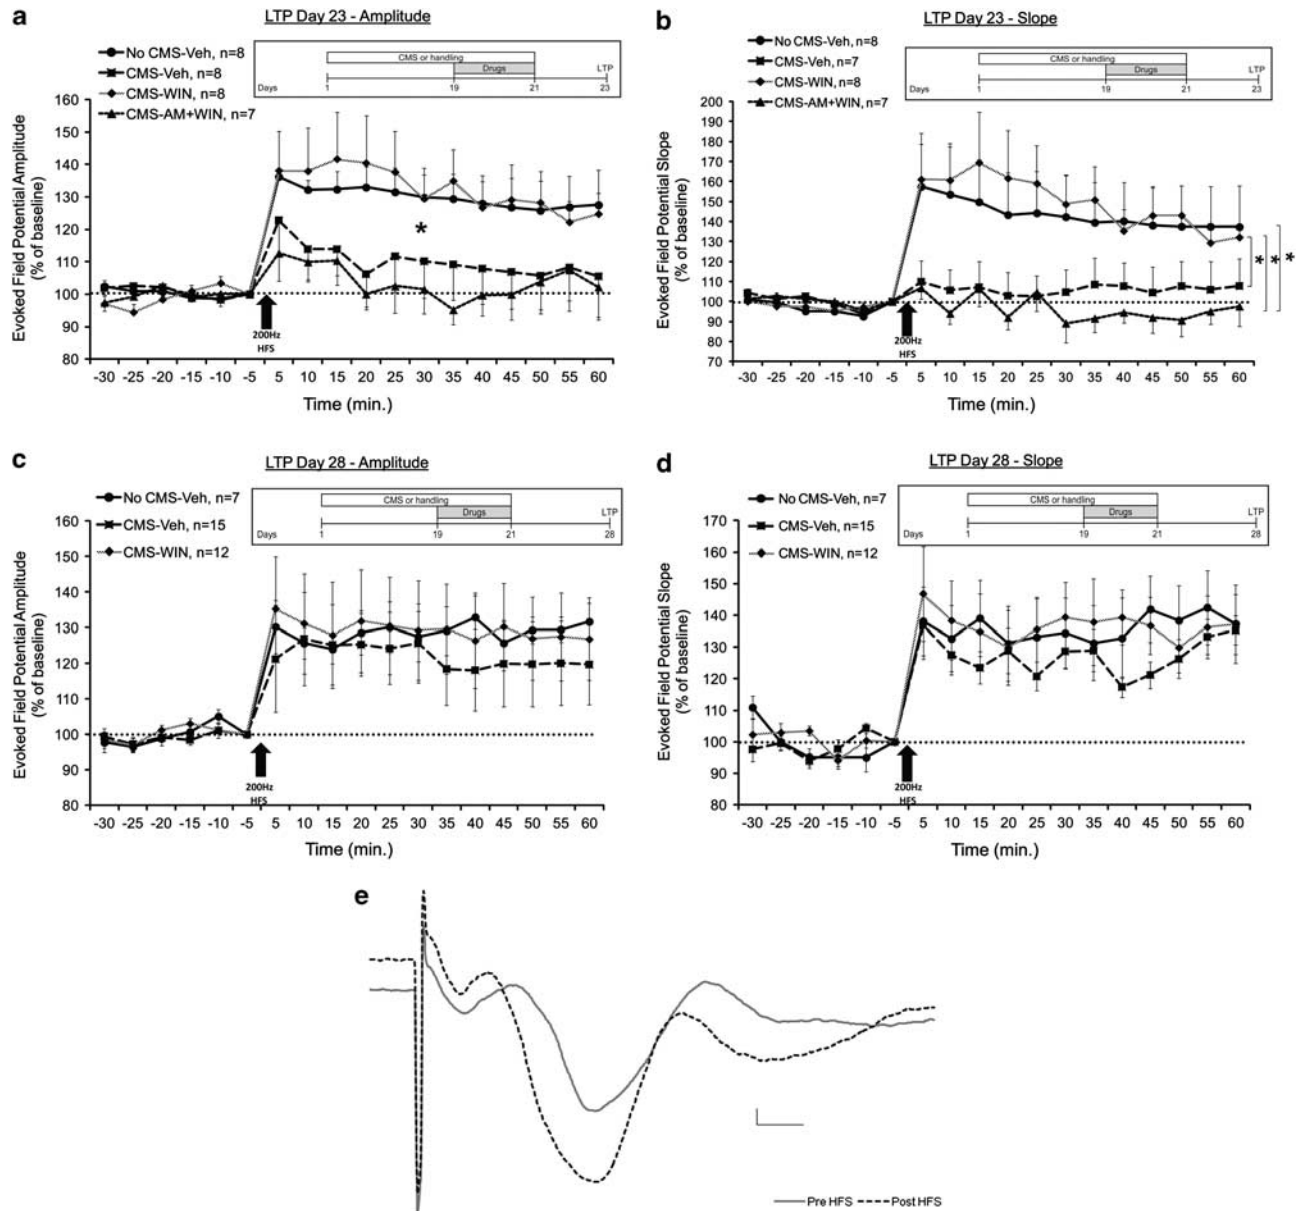 a
LTP Day 23 - Amplitude
No CMS-Veh, n=8
CMS-Veh, n=8
CMS-WIN, n=8
CMS-AM+WIN, n=7
CMS or handling
Drugs
LTP
Days
1
19
21
23
Evoked Field Potential Amplitude
(% of baseline)
160
150
140
130
120
110
100
90
80
*
200Hz
HFS
-30 -25 -20 -15 -10 -5 5 10 15 20 25 30 35 40 45 50 55 60
Time (min.)
b
LTP Day 23 - Slope
No CMS-Veh, n=8
CMS-Veh, n=7
CMS-WIN, n=8
CMS-AM+WIN, n=7
CMS or handling
Drugs
LTP
Days
1
19
21
23
Evoked Field Potential Slope
(% of baseline)
200
190
180
170
160
150
140
130
120
110
100
90
80
70
* * *
200Hz
HFS
-30 -25 -20 -15 -10 -5 5 10 15 20 25 30 35 40 45 50 55 60
Time (min.)
c
LTP Day 28 - Amplitude
No CMS-Veh, n=7
CMS-Veh, n=15
CMS-WIN, n=12
CMS or handling
Drugs
LTP
Days
1
19
21
28
Evoked Field Potential Amplitude
(% of baseline)
160
150
140
130
120
110
100
90
80
200Hz
HFS
-30 -25 -20 -15 -10 -5 5 10 15 20 25 30 35 40 45 50 55 60
Time (min.)
d
LTP Day 28 - Slope
No CMS-Veh, n=7
CMS-Veh, n=15
CMS-WIN, n=12
CMS or handling
Drugs
LTP
Days
1
19
21
28
Evoked Field Potential Slope
(% of baseline)
170
160
150
140
130
120
110
100
90
80
200Hz
HFS
-30 -25 -20 -15 -10 -5 5 10 15 20 25 30 35 40 45 50 55 60
Time (min.)
e
Pre HFS
Post HFS